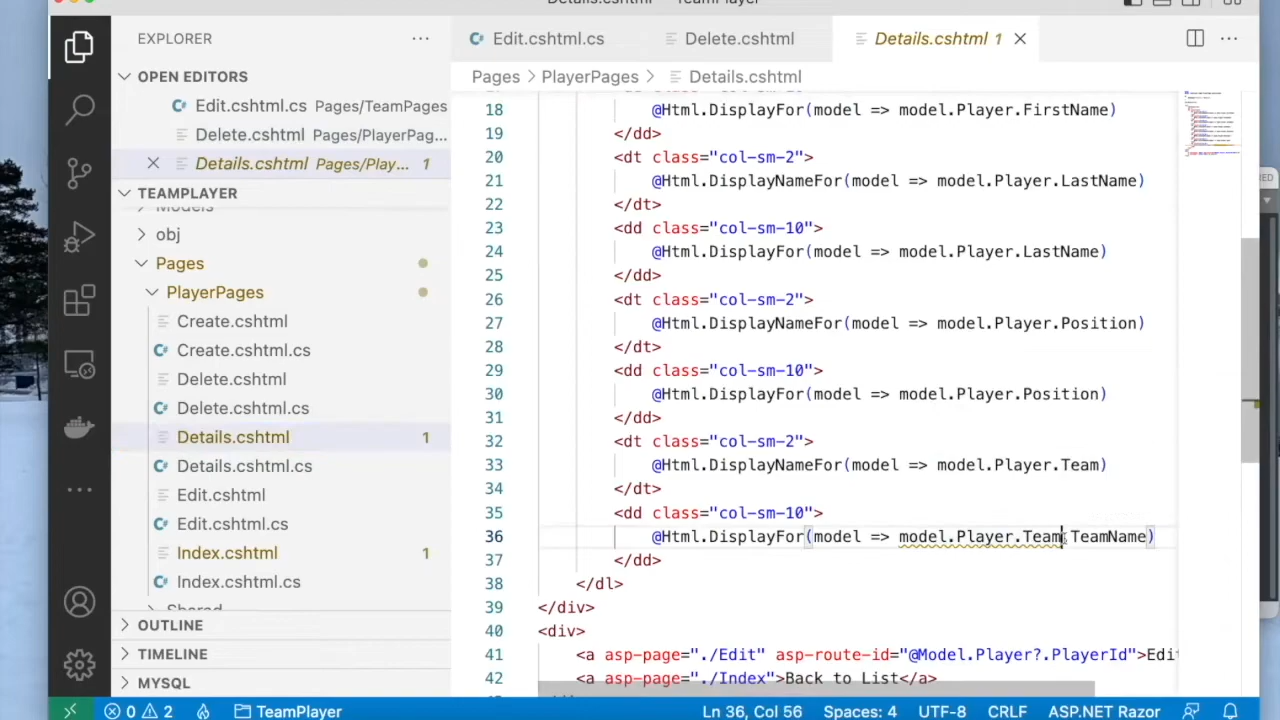 EXPLORER
OPEN EDITORS
Edit.cshtml.cs Pages/TeamPages
Delete.cshtml Pages/PlayerPag...
Details.cshtml Pages/Play... 1
TEAMPLAYER
Models
obj
Pages
PlayerPages
Create.cshtml
Create.cshtml.cs
Delete.cshtml
Delete.cshtml.cs
Details.cshtml 1
Details.cshtml.cs
Edit.cshtml
Edit.cshtml.cs
Index.cshtml 1
Index.cshtml.cs
Shared
OUTLINE
TIMELINE
MYSQL
Edit.cshtml.cs
Delete.cshtml
Details.cshtml 1
Pages > PlayerPages > Details.cshtml
18 @Html.DisplayFor(model => model.Player.FirstName)
19 </dd>
20 <dt class="col-sm-2">
21 @Html.DisplayNameFor(model => model.Player.LastName)
22 </dt>
23 <dd class="col-sm-10">
24 @Html.DisplayFor(model => model.Player.LastName)
25 </dd>
26 <dt class="col-sm-2">
27 @Html.DisplayNameFor(model => model.Player.Position)
28 </dt>
29 <dd class="col-sm-10">
30 @Html.DisplayFor(model => model.Player.Position)
31 </dd>
32 <dt class="col-sm-2">
33 @Html.DisplayNameFor(model => model.Player.Team)
34 </dt>
35 <dd class="col-sm-10">
36 @Html.DisplayFor(model => model.Player.Team.TeamName)
37 </dd>
38 </dl>
39 </div>
40 <div>
41 <a asp-page="./Edit" asp-route-id="@Model.Player?.PlayerId">Edi
42 <a asp-page="./Index">Back to List</a>
0 2 TeamPlayer Ln 36, Col 56 Spaces: 4 UTF-8 CRLF ASP.NET Razor